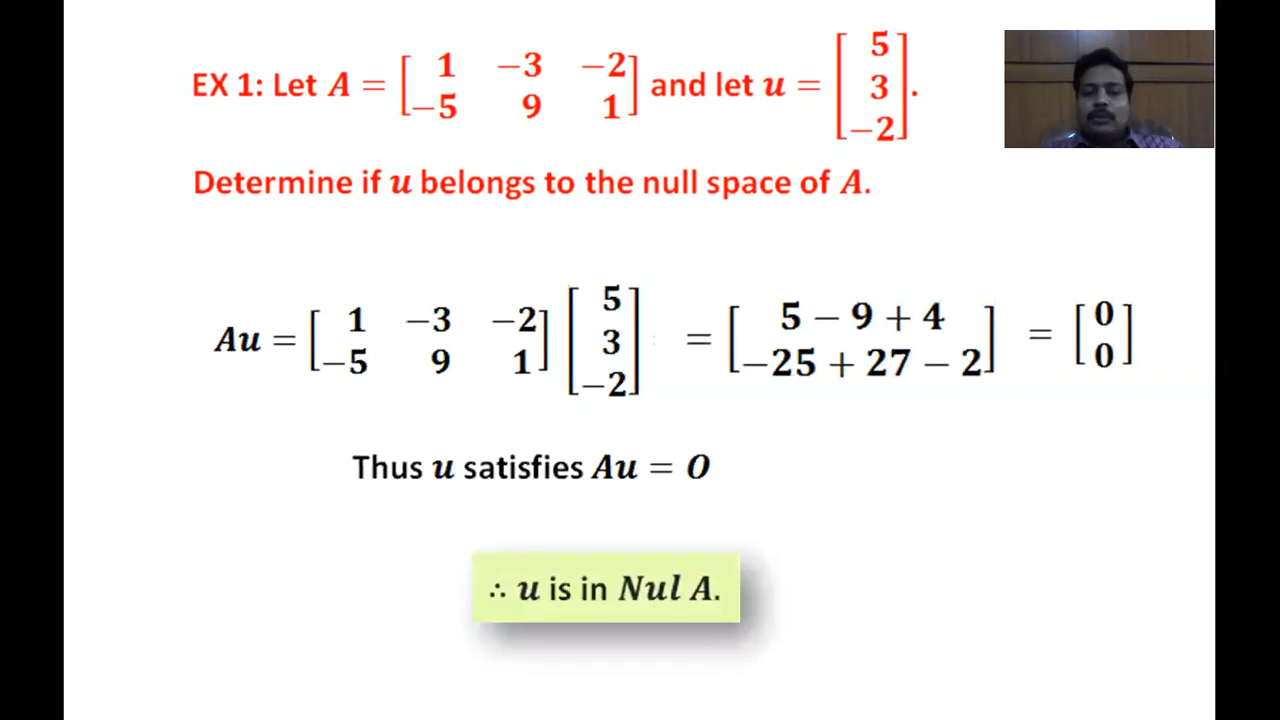 EX 1: Let A = [ 1 −3 −2 ; −5 9 1 ] and let u = [ 5 ; 3 ; −2 ].
Determine if u belongs to the null space of A.
Au = [ 1 −3 −2 ; −5 9 1 ] [ 5 ; 3 ; −2 ] = [ 5 − 9 + 4 ; −25 + 27 − 2 ] = [ 0 ; 0 ]
Thus u satisfies Au = O
∴ u is in Nul A.